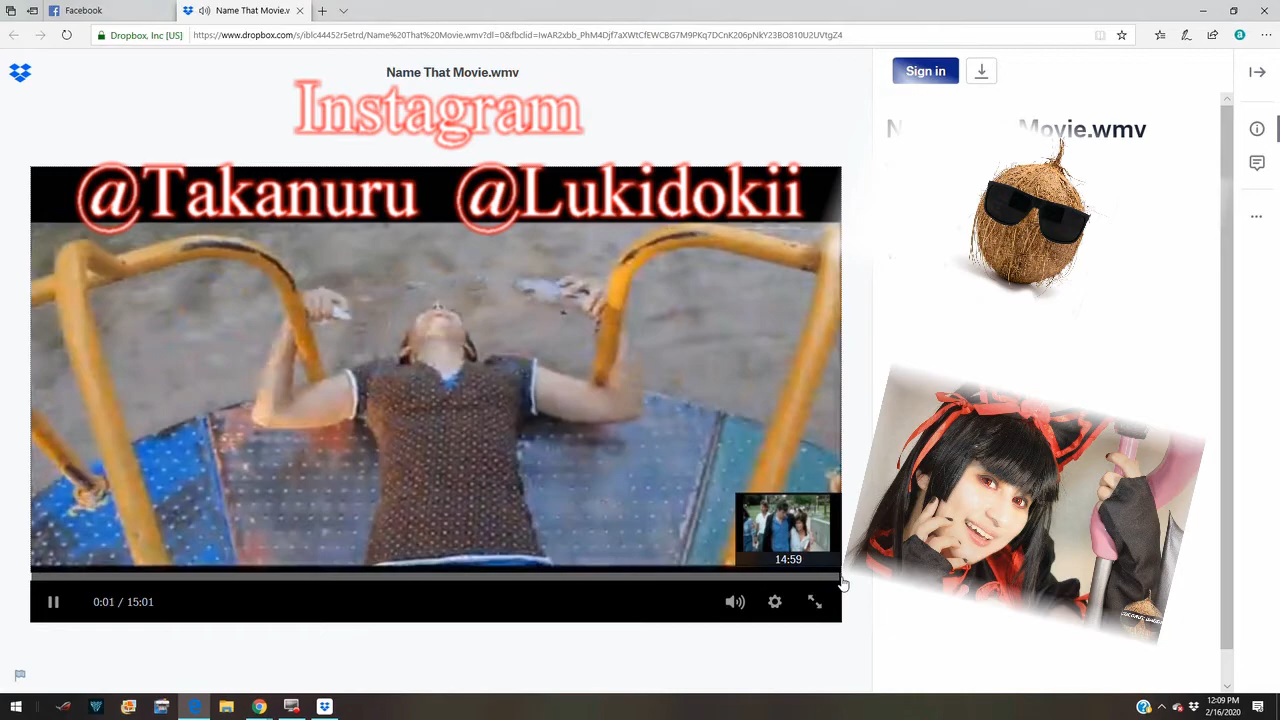 Facebook
Name That Movie.v
Dropbox, Inc [US]
https://www.dropbox.com/s/iblc44452r5etrd/Name%20That%20Movie.wmv?dl=0&fbclid=IwAR2xbb_PhM4Djf7aXWtCfEWCBG7M9PKq7DCnK206pNkY23BO810U2UVtgZ4
Name That Movie.wmv
Sign in
Instagram
Movie.wmv
@Takanuru @Lukidokii
14:59
0:01 / 15:01
12:09 PM
2/16/2020